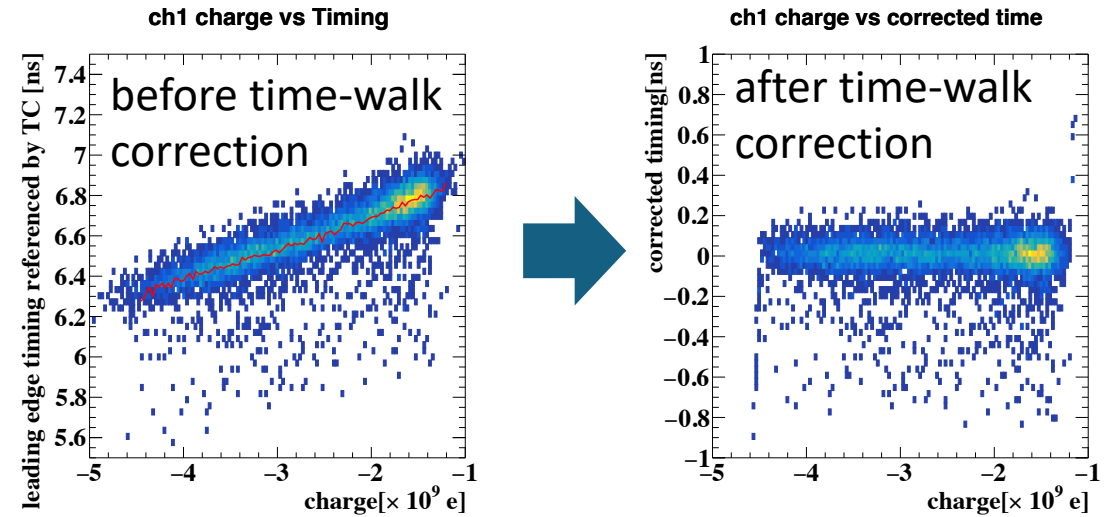 ch1 charge vs Timing
leading edge timing referenced by TC [ns]
7.4
7.2
7
6.8
6.6
6.4
6.2
6
5.8
5.6
before time-walk
correction
−5 −4 −3 −2 −1
charge[× 10⁹ e]
ch1 charge vs corrected time
corrected timing[ns]
1
0.8
0.6
0.4
0.2
0
−0.2
−0.4
−0.6
−0.8
−1
after time-walk
correction
−5 −4 −3 −2 −1
charge[× 10⁹ e]